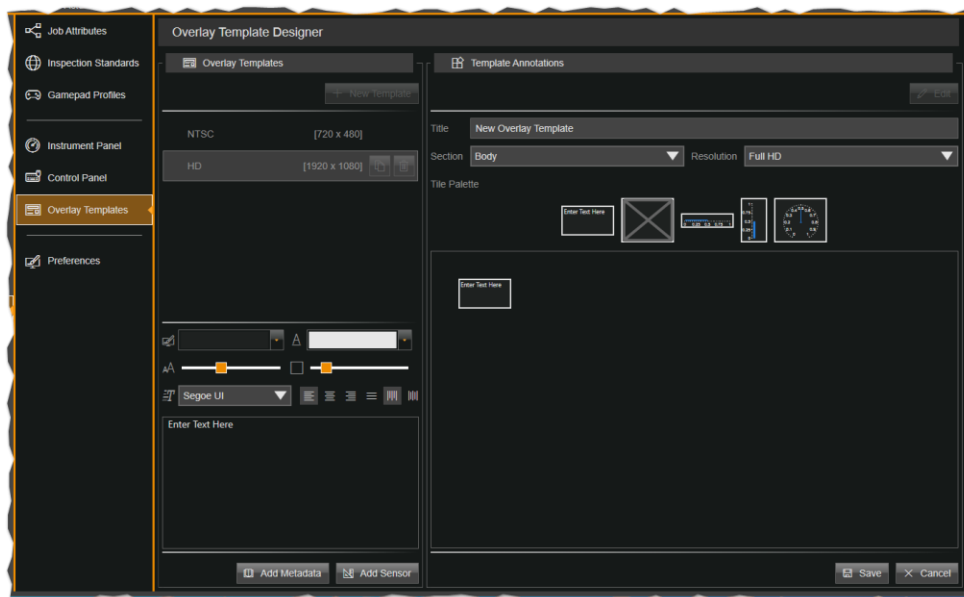 Job Attributes
Inspection Standards
Gamepad Profiles
Instrument Panel
Control Panel
Overlay Templates
Preferences
Overlay Template Designer
Overlay Templates
New Template
NTSC [720 x 480]
HD [1920 x 1080]
Segoe UI
Enter Text Here
Add Metadata
Add Sensor
Template Annotations
Edit
Title New Overlay Template
Section Body Resolution Full HD
Tile Palette
Enter Text Here
Enter Text Here
Save
Cancel